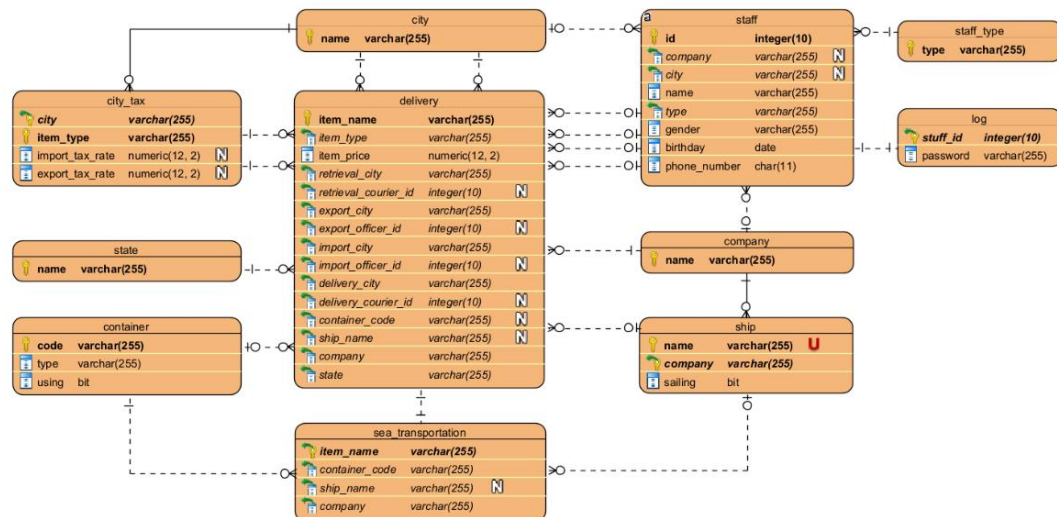 city
name varchar(255)
a
staff
id integer(10)
company varchar(255) N
city varchar(255) N
name varchar(255)
type varchar(255)
gender varchar(255)
birthday date
phone_number char(11)
staff_type
type varchar(255)
city_tax
city varchar(255)
item_type varchar(255)
import_tax_rate numeric(12, 2) N
export_tax_rate numeric(12, 2) N
delivery
item_name varchar(255)
item_type varchar(255)
item_price numeric(12, 2)
retrieval_city varchar(255)
retrieval_courier_id integer(10) N
export_city varchar(255)
export_officer_id integer(10) N
import_city varchar(255)
import_officer_id integer(10) N
delivery_city varchar(255)
delivery_courier_id integer(10) N
container_code varchar(255) N
ship_name varchar(255) N
company varchar(255)
state varchar(255)
log
stuff_id integer(10)
password varchar(255)
state
name varchar(255)
company
name varchar(255)
container
code varchar(255)
type varchar(255)
using bit
ship
name varchar(255) U
company varchar(255)
sailing bit
sea_transportation
item_name varchar(255)
container_code varchar(255)
ship_name varchar(255) N
company varchar(255)